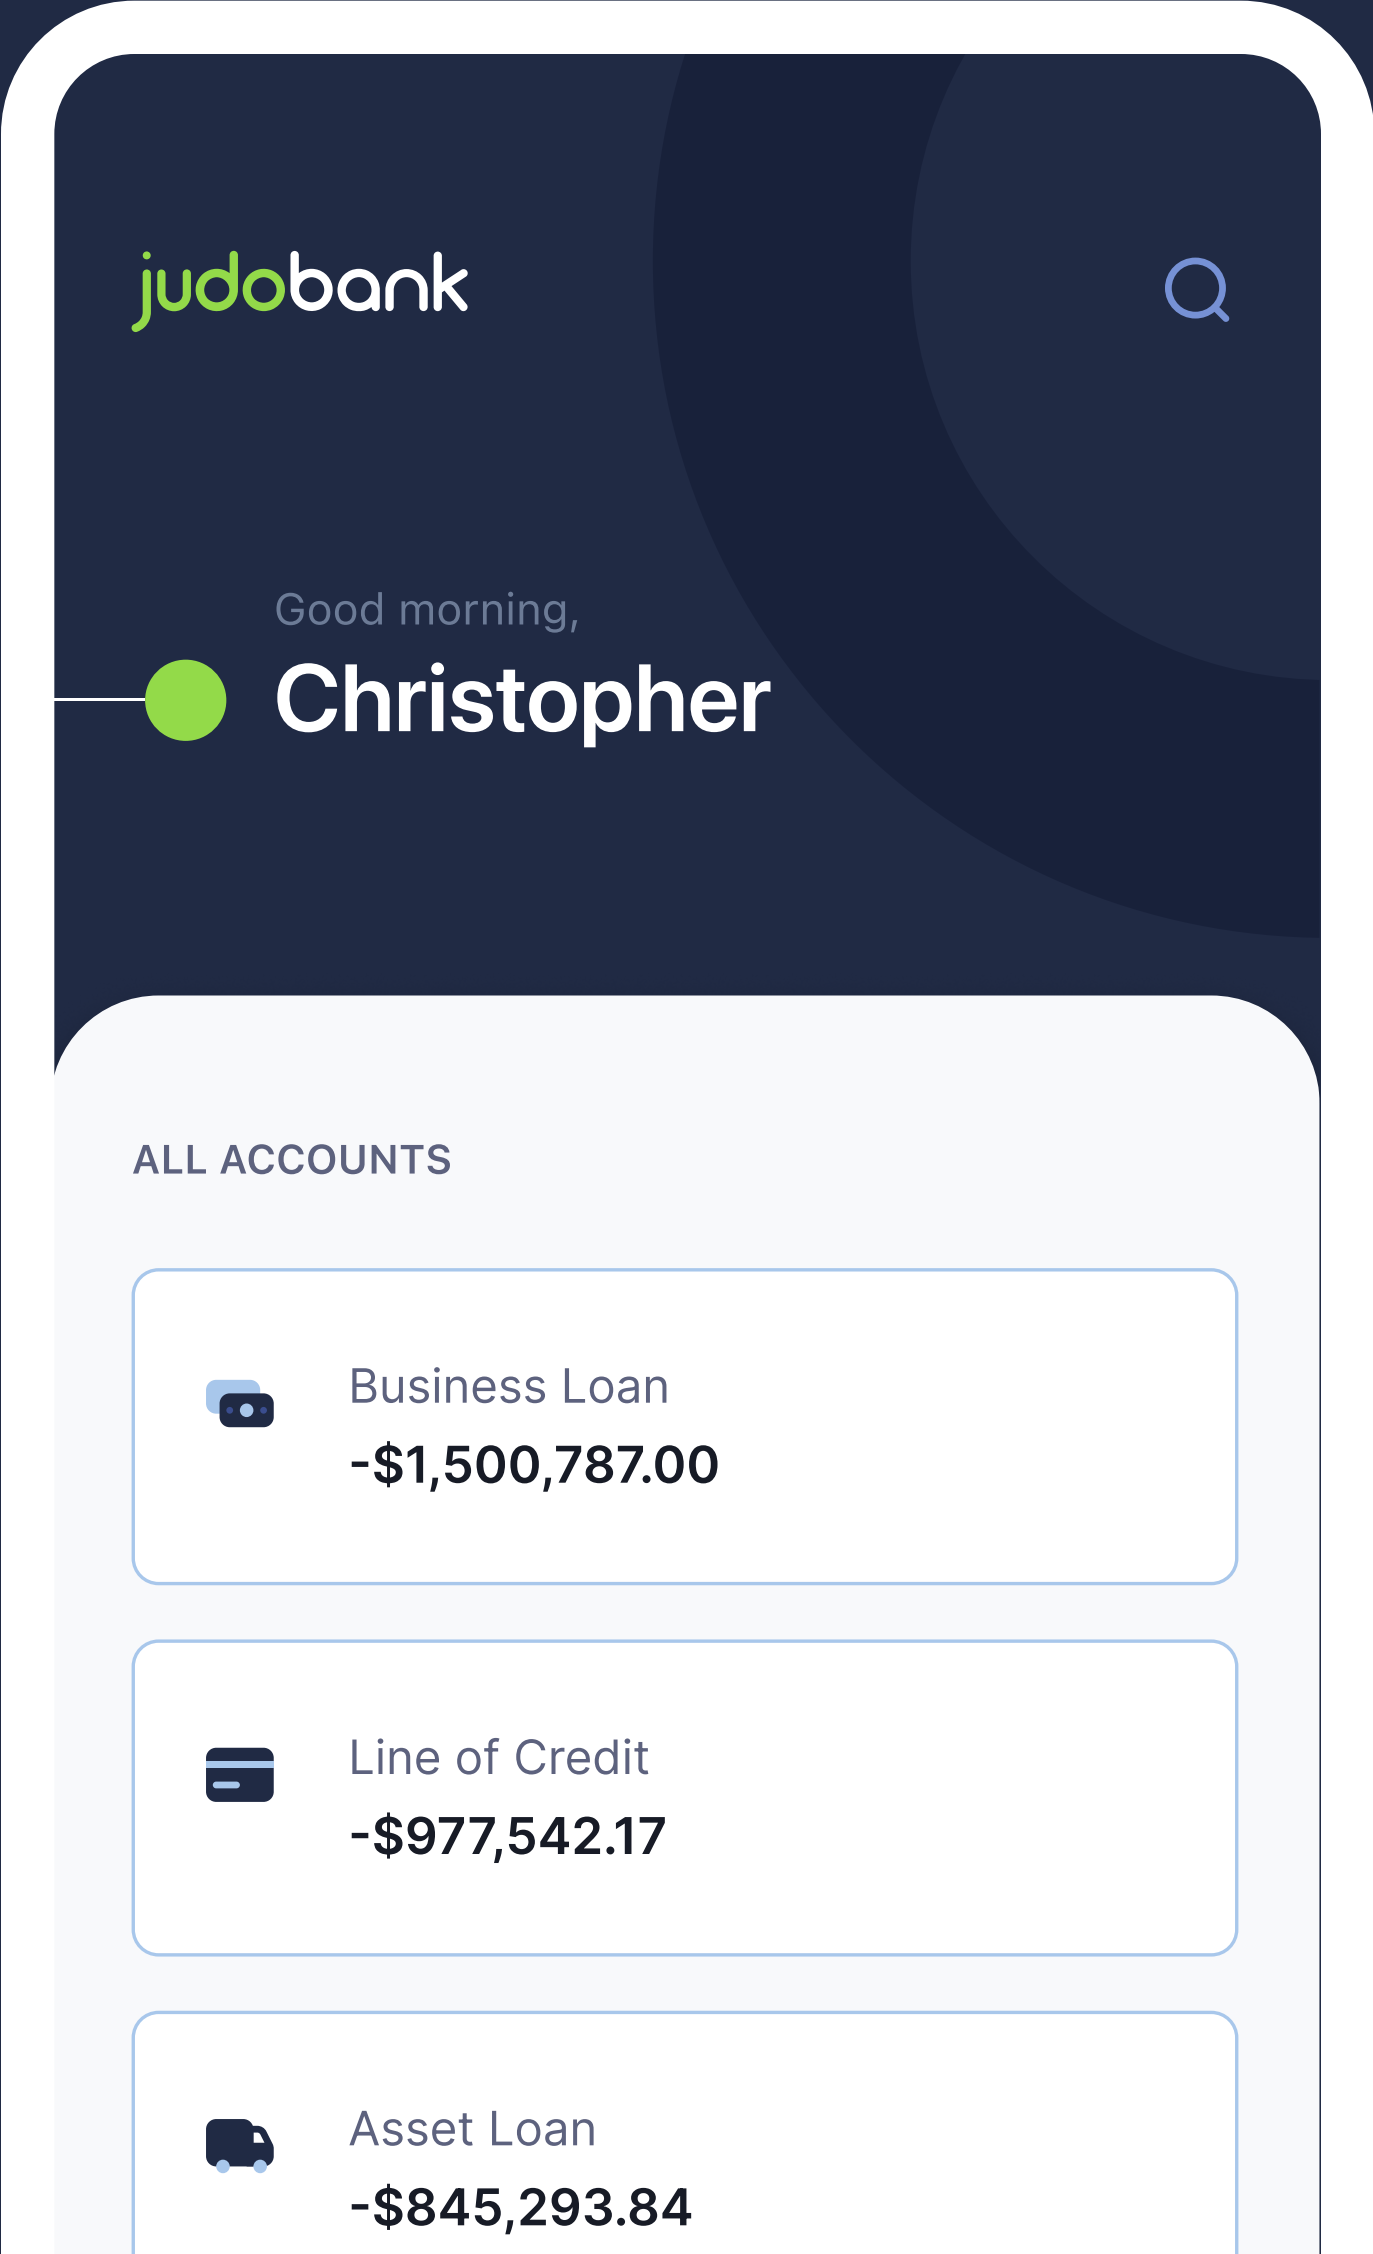 judobank
Good morning,
Christopher
ALL ACCOUNTS
Business Loan
-$1,500,787.00
Line of Credit
-$977,542.17
Asset Loan
-$845,293.84